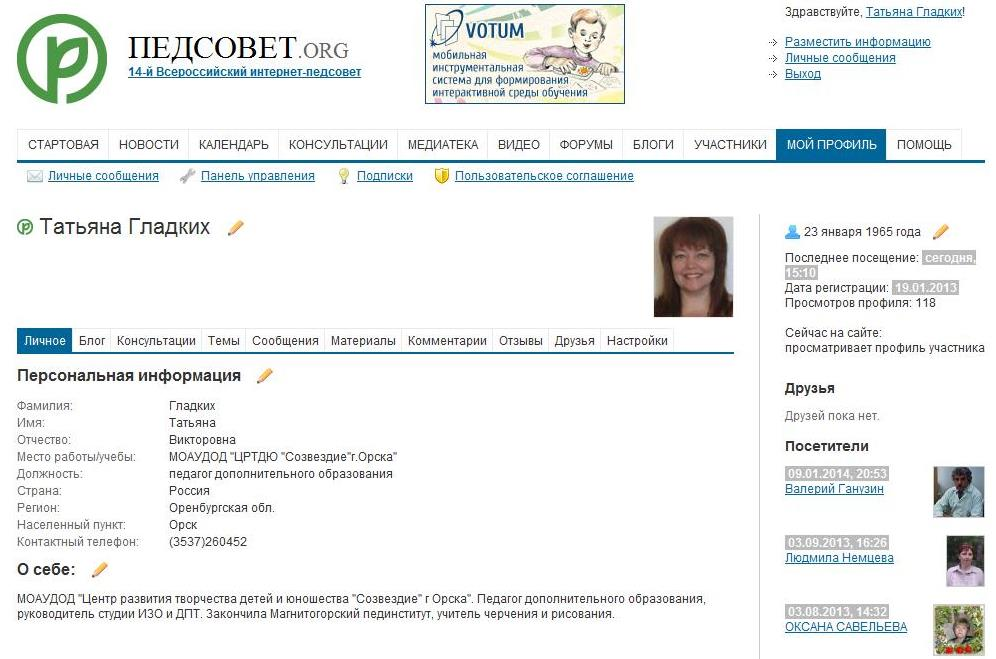 ПЕДСОВЕТ.ORG
14-й Всероссийский интернет-педсовет
VOTUM
мобильная
инструментальная
система для формирования
интерактивной среды обучения
Здравствуйте, Татьяна Гладких!
Разместить информацию
Личные сообщения
Выход
СТАРТОВАЯ НОВОСТИ КАЛЕНДАРЬ КОНСУЛЬТАЦИИ МЕДИАТЕКА ВИДЕО ФОРУМЫ БЛОГИ УЧАСТНИКИ МОЙ ПРОФИЛЬ ПОМОЩЬ
Личные сообщения Панель управления Подписки Пользовательское соглашение
Татьяна Гладких
Личное Блог Консультации Темы Сообщения Материалы Комментарии Отзывы Друзья Настройки
Персональная информация
Фамилия: Гладких
Имя: Татьяна
Отчество: Викторовна
Место работы/учебы: МОАУДОД "ЦРТДЮ "Созвездие"г.Орска"
Должность: педагог дополнительного образования
Страна: Россия
Регион: Оренбургская обл.
Населенный пункт: Орск
Контактный телефон: (3537)260452
О себе:
МОАУДОД "Центр развития творчества детей и юношества "Созвездие" г Орска". Педагог дополнительного образования,
руководитель студии ИЗО и ДПТ. Закончила Магнитогорский пединститут, учитель черчения и рисования.
23 января 1965 года
Последнее посещение: сегодня,
15:10
Дата регистрации: 19.01.2013
Просмотров профиля: 118
Сейчас на сайте:
просматривает профиль участника
Друзья
Друзей пока нет.
Посетители
09.01.2014, 20:53
Валерий Ганузин
03.09.2013, 16:26
Людмила Немцева
03.08.2013, 14:32
ОКСАНА САВЕЛЬЕВА